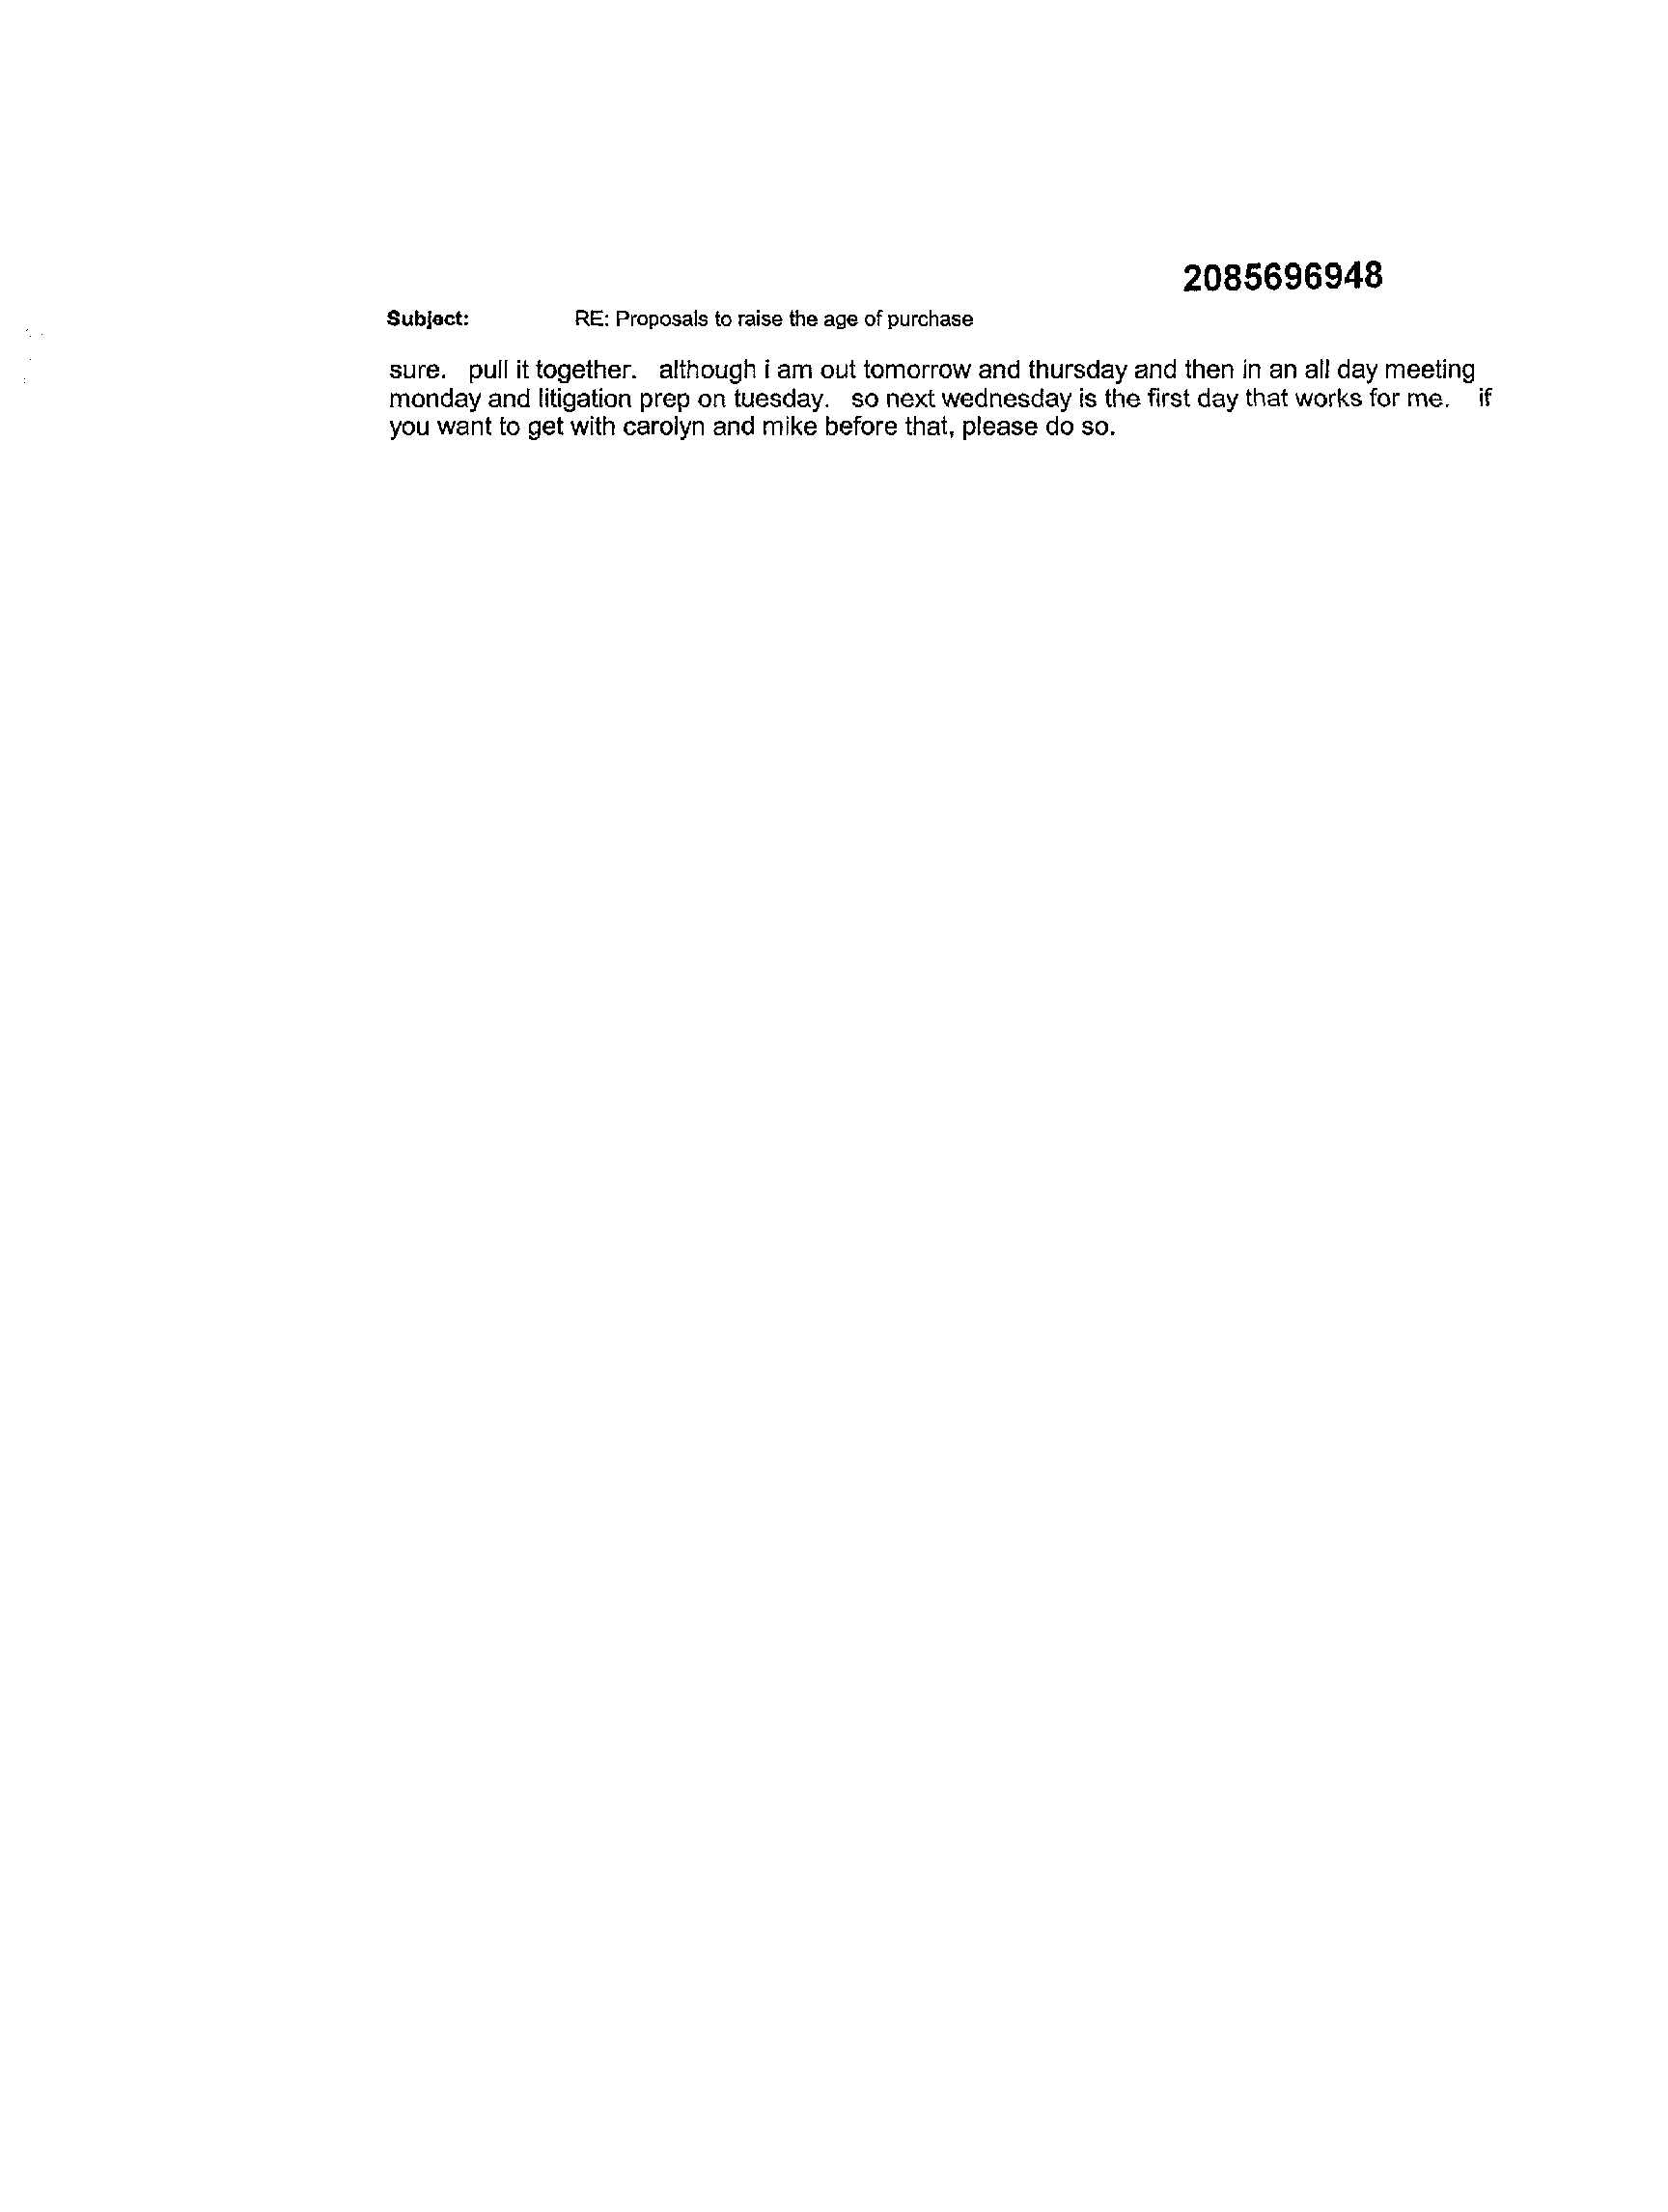 2085696948
Subject: RE: Proposals to raise the age of purchase
sure. pull it together. although i am out tomorrow and thursday and then in an all day meeting
monday and litigation prep on tuesday. so next wednesday is the first day that works for me. if
you want to get with carolyn and mike before that, please do so.